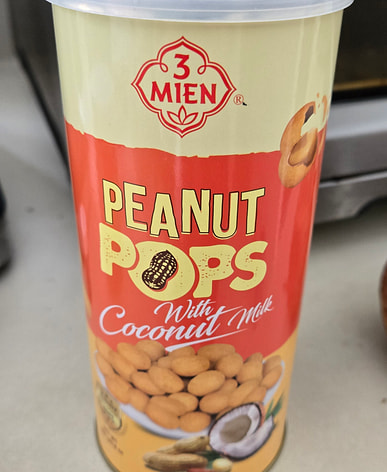 3
MIEN
®
PEANUT
POPS
With
Coconut Milk